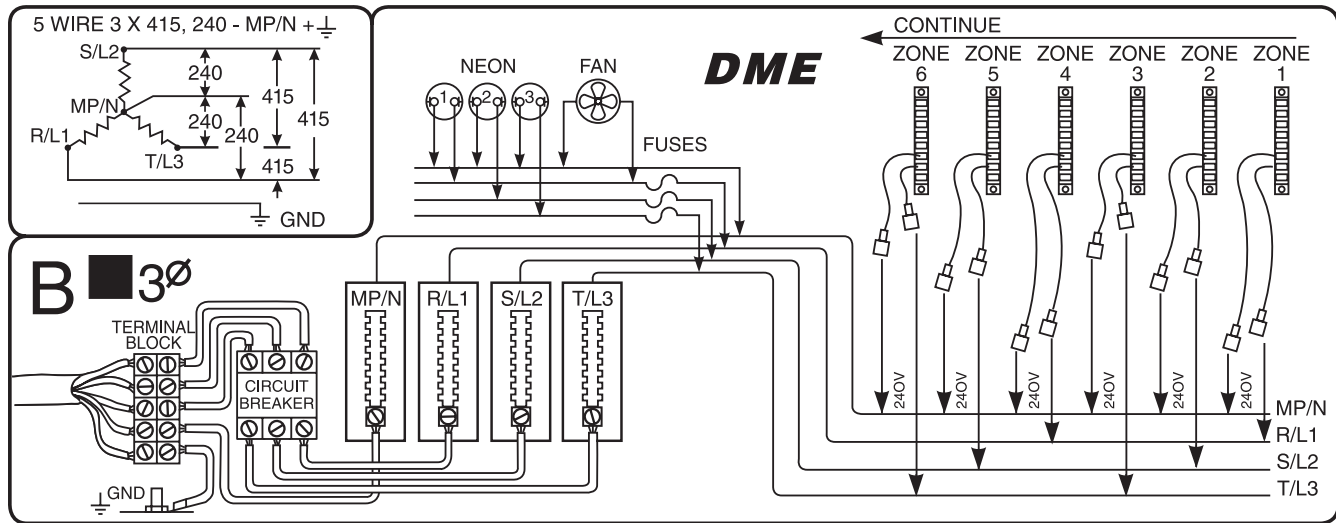 5 WIRE 3 X 415, 240 - MP/N +
S/L2
240
MP/N
415
415
240
240
R/L1
T/L3
415
GND
B 3Ø
TERMINAL
BLOCK
CIRCUIT
BREAKER
GND
NEON
1 2 3
FAN
FUSES
DME
MP/N R/L1 S/L2 T/L3
CONTINUE
ZONE ZONE ZONE ZONE ZONE ZONE
6 5 4 3 2 1
240V 240V 240V 240V 240V 240V
MP/N
R/L1
S/L2
T/L3